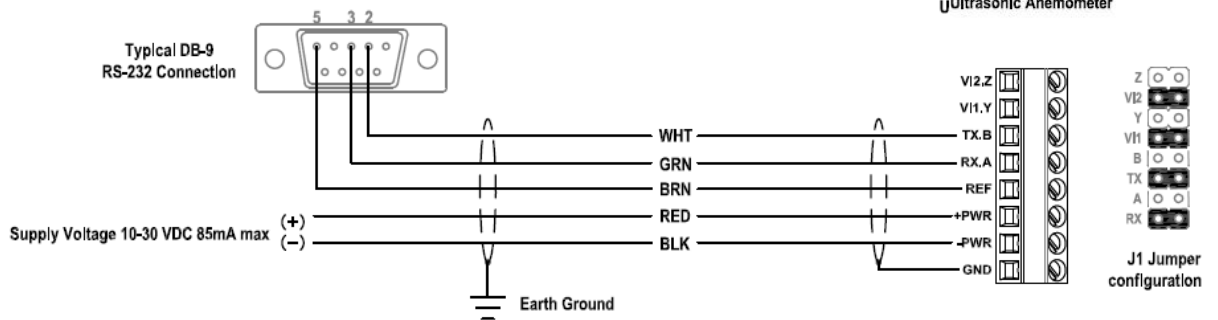 UUltrasonic Anemometer
5 3 2
Typical DB-9
RS-232 Connection
VI2,Z
VI1,Y
TX,B
RX,A
REF
+PWR
-PWR
GND
WHT
GRN
BRN
RED
BLK
Supply Voltage 10-30 VDC 85mA max
(+)
(−)
Earth Ground
Z
VI2
Y
VI1
B
TX
A
RX
J1 Jumper
configuration